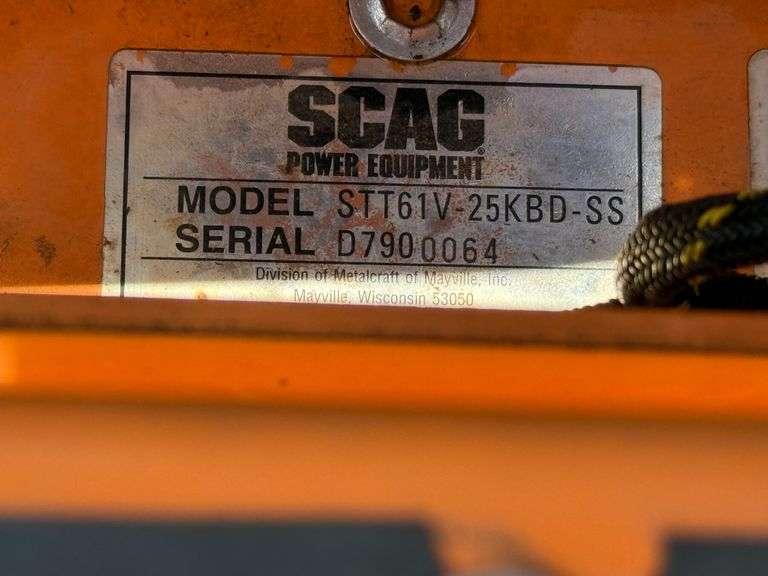 SCAG
POWER EQUIPMENT
MODEL STT61V-25KBD-SS
SERIAL D7900064
Division of Metalcraft of Mayville, Inc.
Mayville, Wisconsin 53050